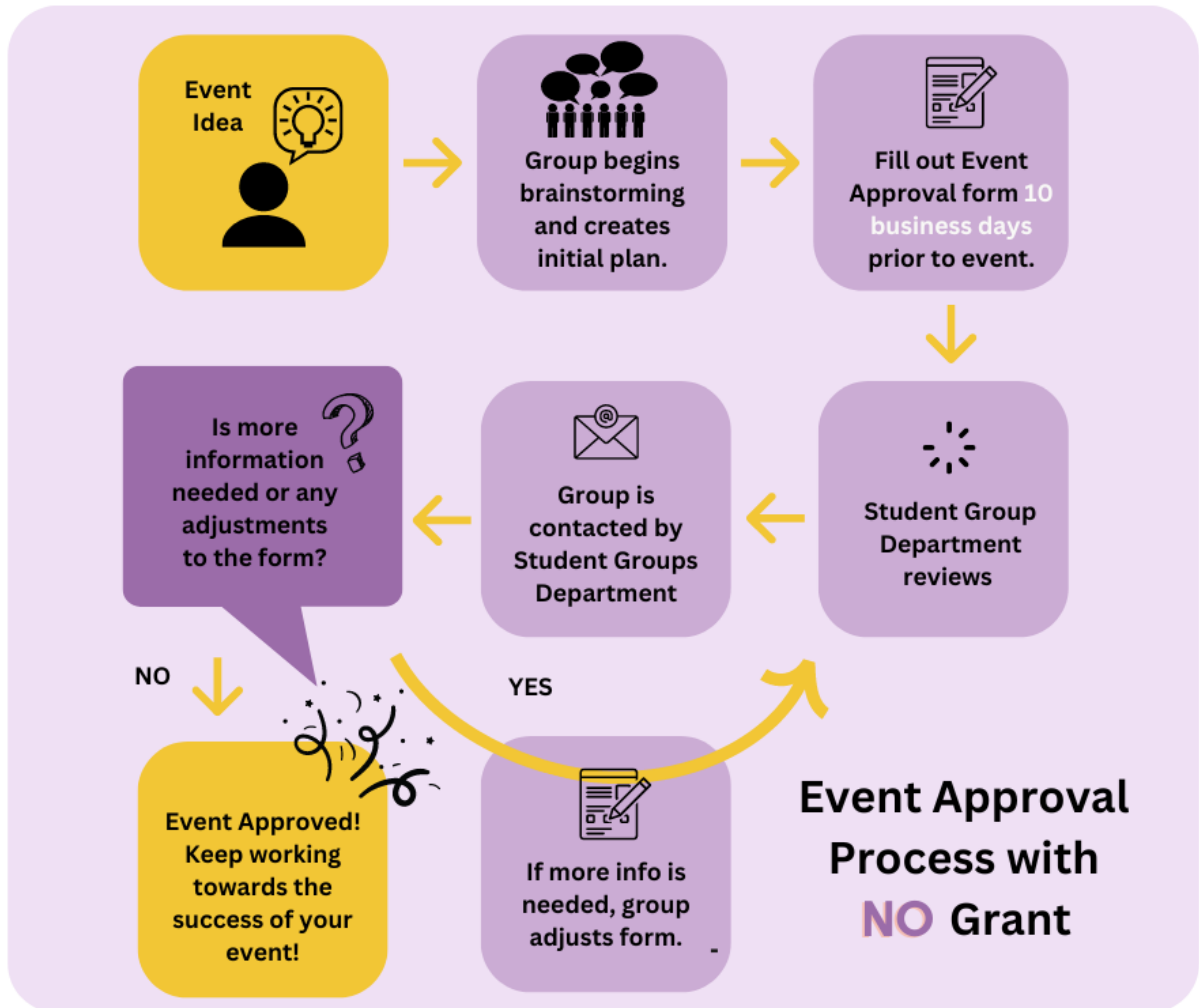 Event
Idea
Group begins
brainstorming
and creates
initial plan.
Fill out Event
Approval form 10
business days
prior to event.
Student Group
Department
reviews
@
Group is
contacted by
Student Groups
Department
Is more
information
needed or any
adjustments
to the form?
?
NO
YES
Event Approved!
Keep working
towards the
success of your
event!
If more info is
needed, group
adjusts form.
-
Event Approval
Process with
NO Grant